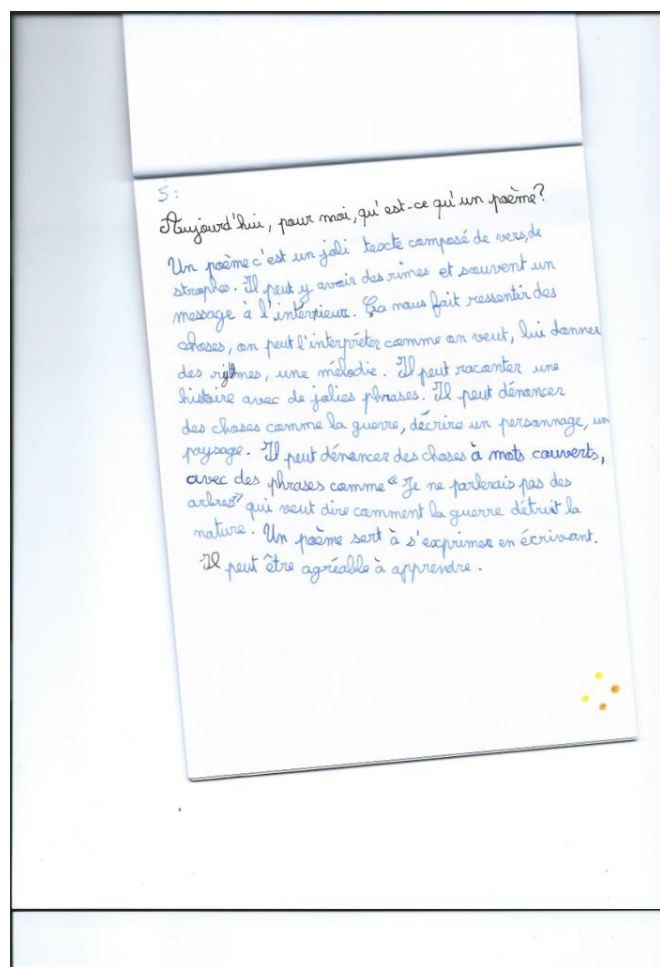 5:
Aujourd'hui, pour moi, qu'est-ce qu'un poème?
Un poème c'est un joli texte composé de vers, de
strophe. Il peut y avoir des rimes et souvent un
message à l'intérieur. Ça nous fait ressentir des
choses, on peut l'interpréter comme on veut, lui donner
des rytmes, une mélodie. Il peut raconter une
histoire avec de jolies phrases. Il peut dénoncer
des choses comme la guerre, décrire un personnage, un
paysage. Il peut dénoncer des choses à mots couverts,
avec des phrases comme "Je ne parlerais pas des
arbres" qui veut dire comment la guerre détruit la
nature. Un poème sert à s'exprimer en écrivant.
Il peut être agréable à apprendre.